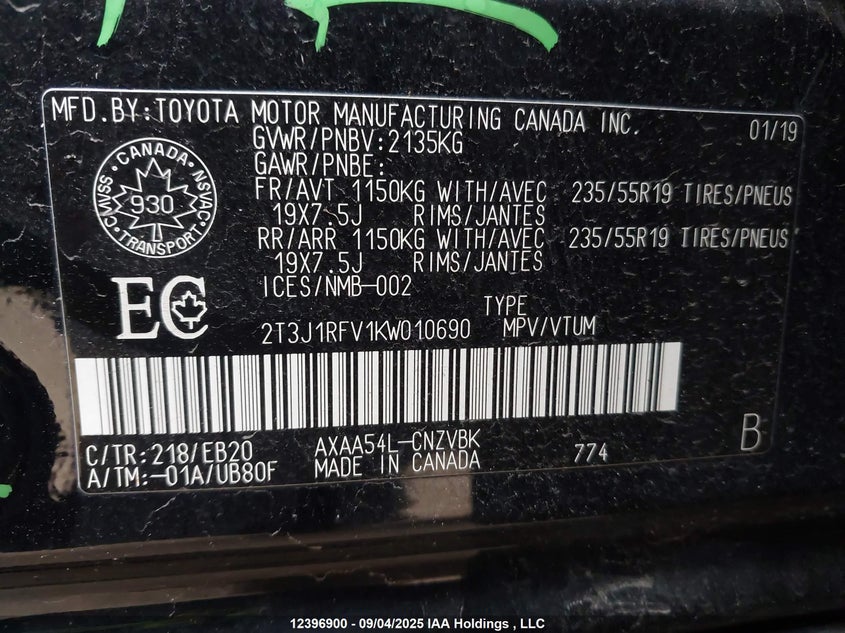 MFD.BY:TOYOTA MOTOR MANUFACTURING CANADA INC. 01/19
GVWR/PNBV:2135KG
GAWR/PNBE:
FR/AVT 1150KG WITH/AVEC 235/55R19 TIRES/PNEUS
19X7.5J RIMS/JANTES
RR/ARR 1150KG WITH/AVEC 235/55R19 TIRES/PNEUS
19X7.5J RIMS/JANTES
ICES/NMB-002
CANADA
CMVSS NSVAC
930
TRANSPORT
EC
TYPE
2T3J1RFV1KW010690 MPV/VTUM
C/TR:218/EB20 AXAA54L-CNZVBK
A/TM:-01A/UB80F MADE IN CANADA 774 B
12396900 - 09/04/2025 IAA Holdings , LLC